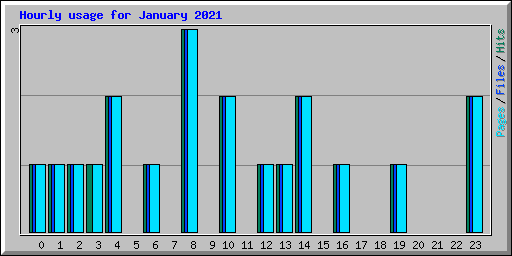 Hourly usage for January 2021
3
Pages/Files/Hits
0 1 2 3 4 5 6 7 8 9 10 11 12 13 14 15 16 17 18 19 20 21 22 23